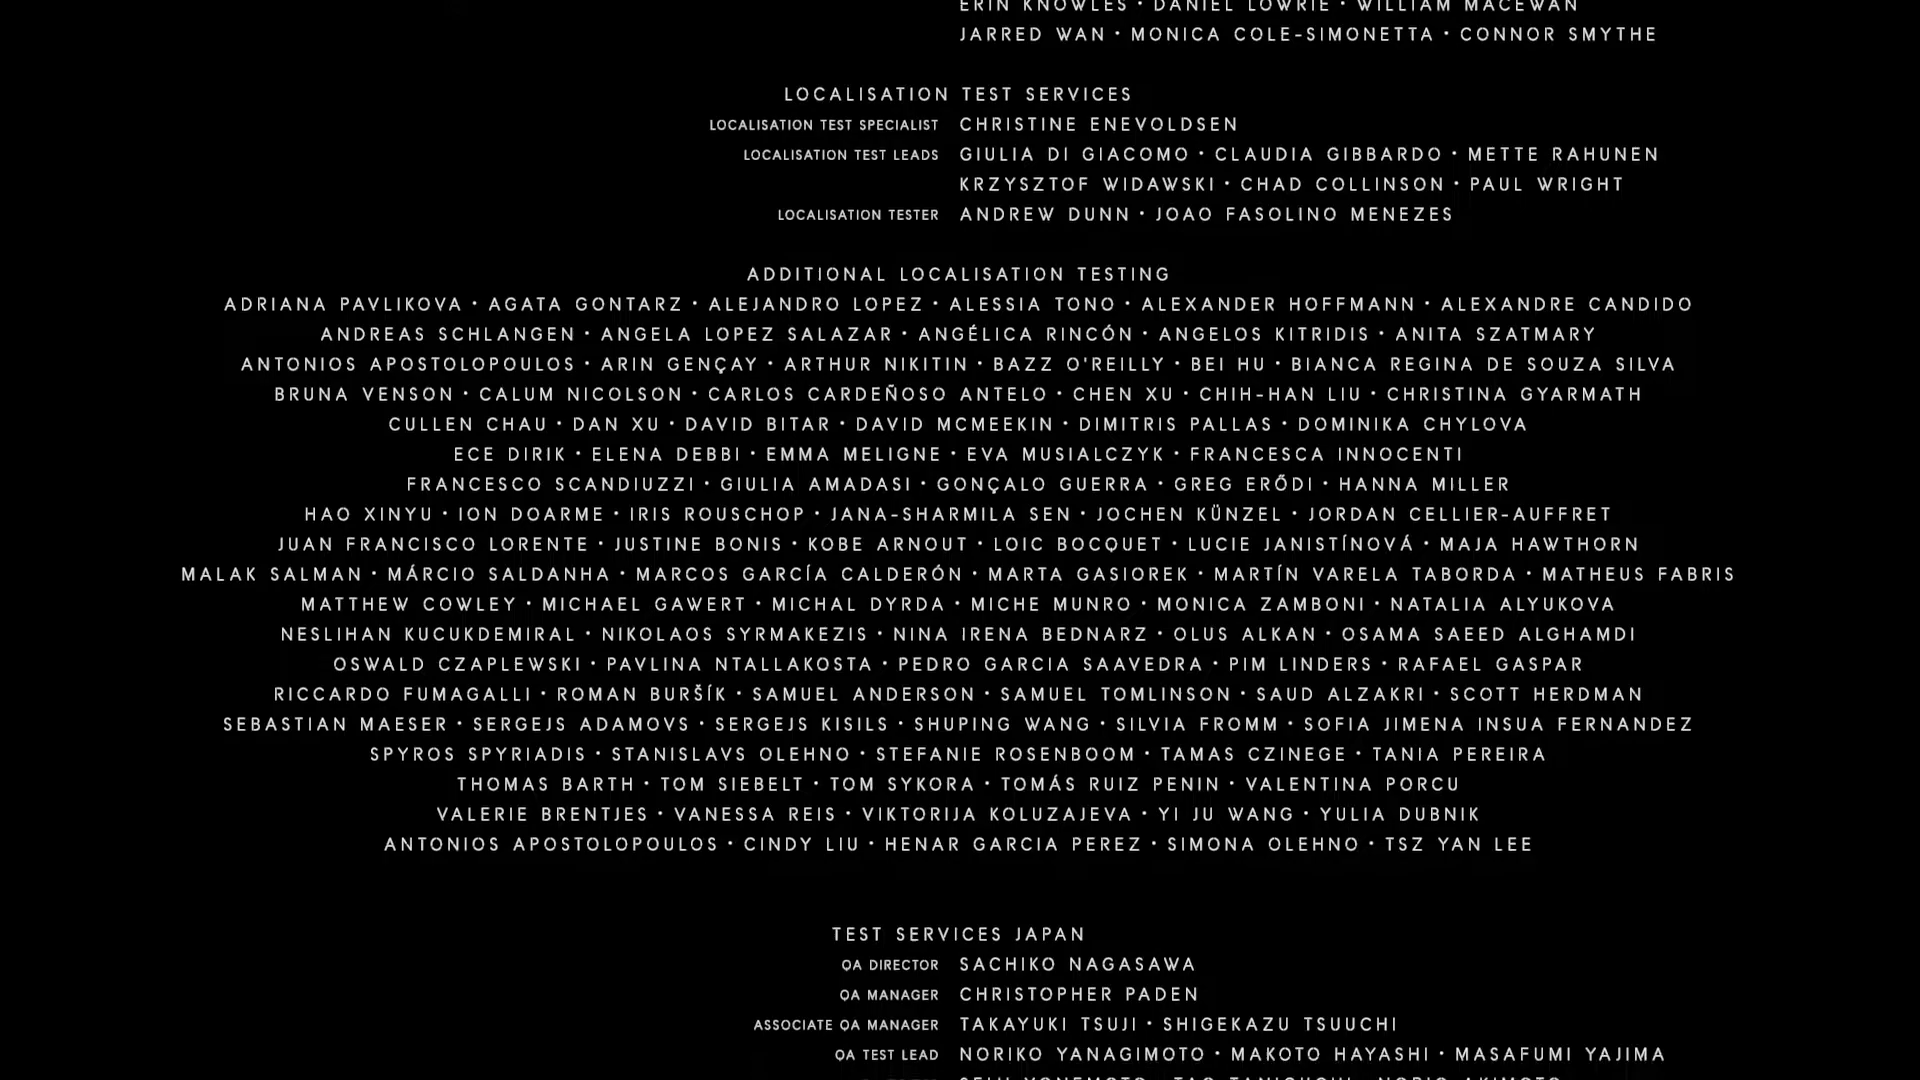 ERIN KNOWLES • DANIEL LOWRIE • WILLIAM MACEWAN
JARRED WAN • MONICA COLE-SIMONETTA • CONNOR SMYTHE
LOCALISATION TEST SERVICES
LOCALISATION TEST SPECIALIST CHRISTINE ENEVOLDSEN
LOCALISATION TEST LEADS GIULIA DI GIACOMO • CLAUDIA GIBBARDO • METTE RAHUNEN
KRZYSZTOF WIDAWSKI • CHAD COLLINSON • PAUL WRIGHT
LOCALISATION TESTER ANDREW DUNN • JOAO FASOLINO MENEZES
ADDITIONAL LOCALISATION TESTING
ADRIANA PAVLIKOVA • AGATA GONTARZ • ALEJANDRO LOPEZ • ALESSIA TONO • ALEXANDER HOFFMANN • ALEXANDRE CANDIDO
ANDREAS SCHLANGEN • ANGELA LOPEZ SALAZAR • ANGÉLICA RINCÓN • ANGELOS KITRIDIS • ANITA SZATMARY
ANTONIOS APOSTOLOPOULOS • ARIN GENÇAY • ARTHUR NIKITIN • BAZZ O'REILLY • BEI HU • BIANCA REGINA DE SOUZA SILVA
BRUNA VENSON • CALUM NICOLSON • CARLOS CARDEÑOSO ANTELO • CHEN XU • CHIH-HAN LIU • CHRISTINA GYARMATH
CULLEN CHAU • DAN XU • DAVID BITAR • DAVID MCMEEKIN • DIMITRIS PALLAS • DOMINIKA CHYLOVA
ECE DIRIK • ELENA DEBBI • EMMA MELIGNE • EVA MUSIALCZYK • FRANCESCA INNOCENTI
FRANCESCO SCANDIUZZI • GIULIA AMADASI • GONÇALO GUERRA • GREG ERŐDI • HANNA MILLER
HAO XINYU • ION DOARME • IRIS ROUSCHOP • JANA-SHARMILA SEN • JOCHEN KÜNZEL • JORDAN CELLIER-AUFFRET
JUAN FRANCISCO LORENTE • JUSTINE BONIS • KOBE ARNOUT • LOIC BOCQUET • LUCIE JANISTÍNOVÁ • MAJA HAWTHORN
MALAK SALMAN • MÁRCIO SALDANHA • MARCOS GARCÍA CALDERÓN • MARTA GASIOREK • MARTÍN VARELA TABORDA • MATHEUS FABRIS
MATTHEW COWLEY • MICHAEL GAWERT • MICHAL DYRDA • MICHE MUNRO • MONICA ZAMBONI • NATALIA ALYUKOVA
NESLIHAN KUCUKDEMIRAL • NIKOLAOS SYRMAKEZIS • NINA IRENA BEDNARZ • OLUS ALKAN • OSAMA SAEED ALGHAMDI
OSWALD CZAPLEWSKI • PAVLINA NTALLAKOSTA • PEDRO GARCIA SAAVEDRA • PIM LINDERS • RAFAEL GASPAR
RICCARDO FUMAGALLI • ROMAN BURŠÍK • SAMUEL ANDERSON • SAMUEL TOMLINSON • SAUD ALZAKRI • SCOTT HERDMAN
SEBASTIAN MAESER • SERGEJS ADAMOVS • SERGEJS KISILS • SHUPING WANG • SILVIA FROMM • SOFIA JIMENA INSUA FERNANDEZ
SPYROS SPYRIADIS • STANISLAVS OLEHNO • STEFANIE ROSENBOOM • TAMAS CZINEGE • TANIA PEREIRA
THOMAS BARTH • TOM SIEBELT • TOM SYKORA • TOMÁS RUIZ PENIN • VALENTINA PORCU
VALERIE BRENTJES • VANESSA REIS • VIKTORIJA KOLUZAJEVA • YI JU WANG • YULIA DUBNIK
ANTONIOS APOSTOLOPOULOS • CINDY LIU • HENAR GARCIA PEREZ • SIMONA OLEHNO • TSZ YAN LEE
TEST SERVICES JAPAN
QA DIRECTOR SACHIKO NAGASAWA
QA MANAGER CHRISTOPHER PADEN
ASSOCIATE QA MANAGER TAKAYUKI TSUJI • SHIGEKAZU TSUUCHI
QA TEST LEAD NORIKO YANAGIMOTO • MAKOTO HAYASHI • MASAFUMI YAJIMA